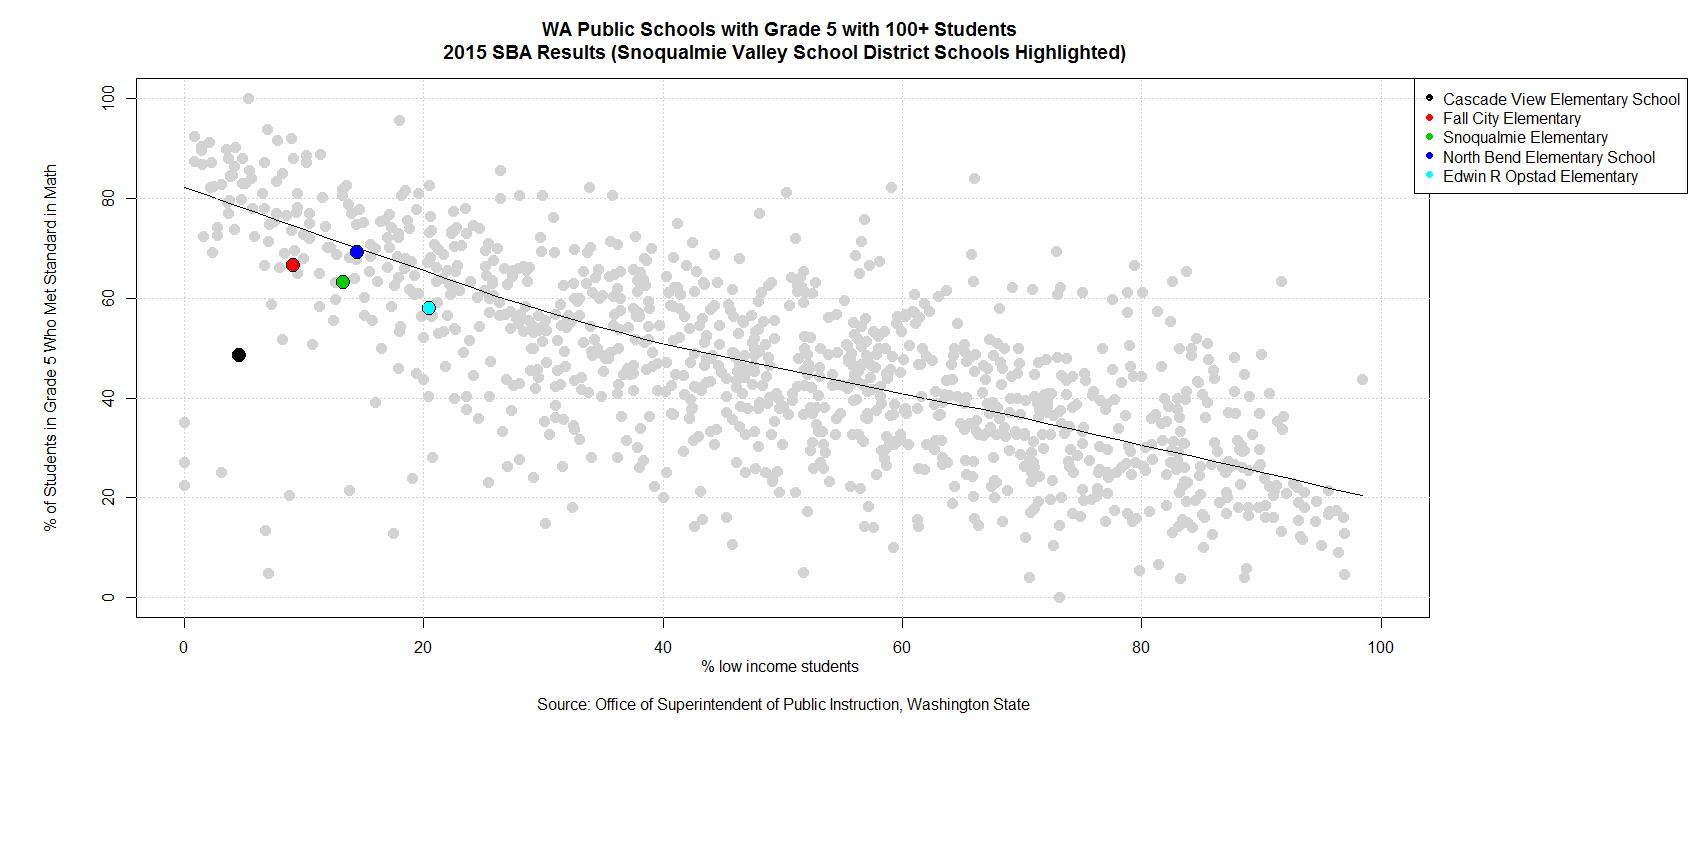 WA Public Schools with Grade 5 with 100+ Students
2015 SBA Results (Snoqualmie Valley School District Schools Highlighted)
Cascade View Elementary School
Fall City Elementary
Snoqualmie Elementary
North Bend Elementary School
Edwin R Opstad Elementary
% of Students in Grade 5 Who Met Standard in Math
100
80
60
40
20
0
0 20 40 60 80 100
% low income students
Source: Office of Superintendent of Public Instruction, Washington State